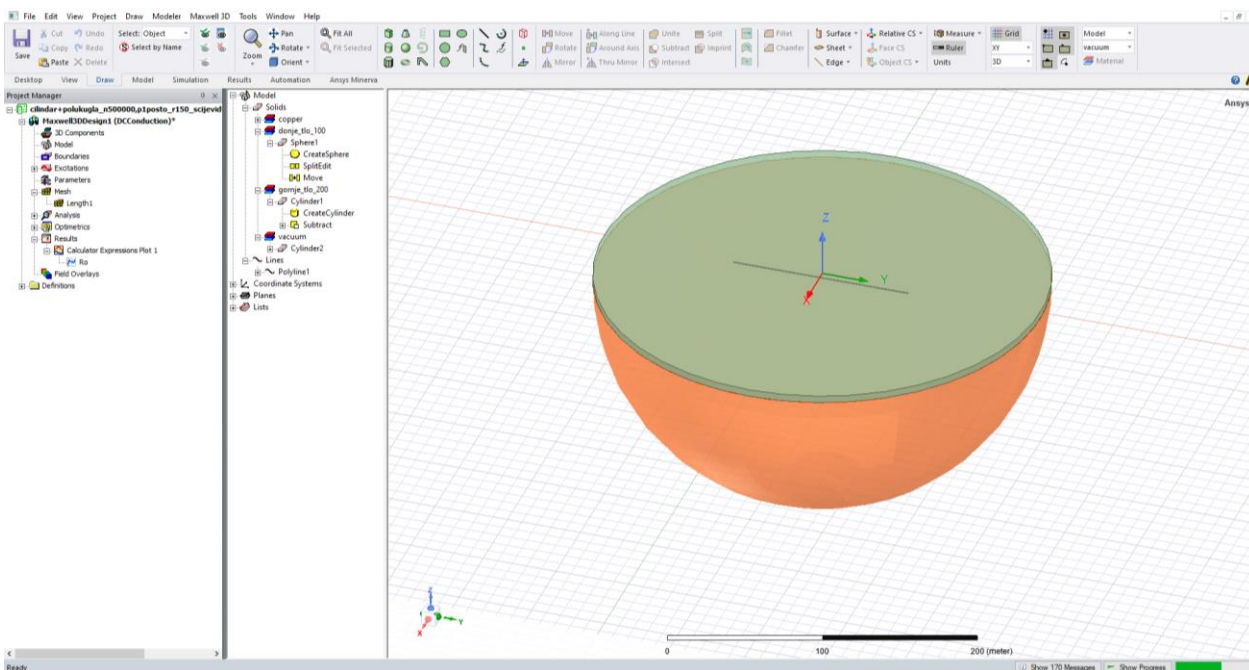 File Edit View Project Draw Modeler Maxwell 3D Tools Window Help
Save
Cut Undo
Copy Redo
Paste Delete
Select: Object
Select by Name
Zoom
Pan
Rotate
Orient
Fit All
Fit Selected
Move Along Line
Rotate Around Axis
Mirror Thru Mirror
Unite Split
Subtract Imprint
Intersect
Fillet
Chamfer
Surface
Sheet
Edge
Relative CS
Face CS
Object CS
Measure
Ruler
Units
Grid
XY
3D
Model
vacuum
Material
Desktop View Draw Model Simulation Results Automation Ansys Minerva
Project Manager
cilindar+polukugla_n500000,p1posto_r150_scijevid
Maxwell3DDesign1 (DCConduction)*
3D Components
Model
Boundaries
Excitations
Parameters
Mesh
Length1
Analysis
Optimetrics
Results
Calculator Expressions Plot 1
Ro
Field Overlays
Definitions
Model
Solids
copper
donje_tlo_100
Sphere1
CreateSphere
SplitEdit
Move
gornje_tlo_200
Cylinder1
CreateCylinder
Subtract
vacuum
Cylinder2
Lines
Polyline1
Coordinate Systems
Planes
Lists
Ansys
Z
Y
X
Z
Y
X
0 100 200 (meter)
Ready
Show 170 Messages Show Progress